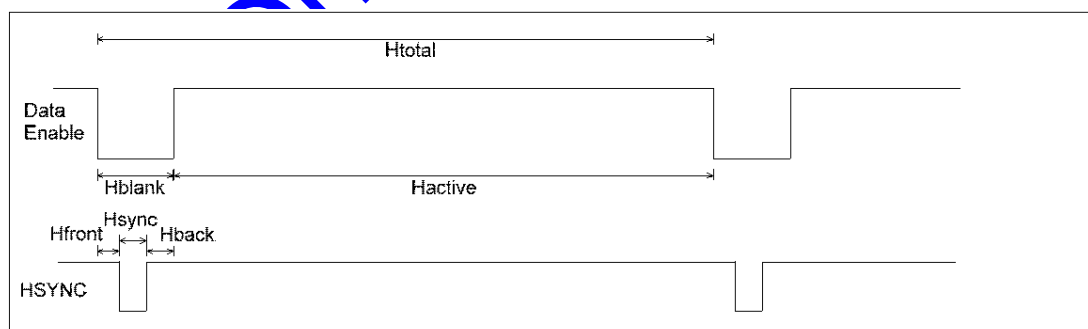 Htotal
Data
Enable
Hblank
Hactive
Hsync
Hfront
Hback
HSYNC